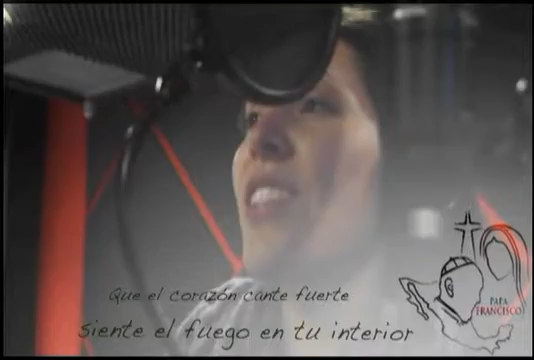 Que el corazón cante fuerte
siente el fuego en tu interior
PAPA
FRANCISCO